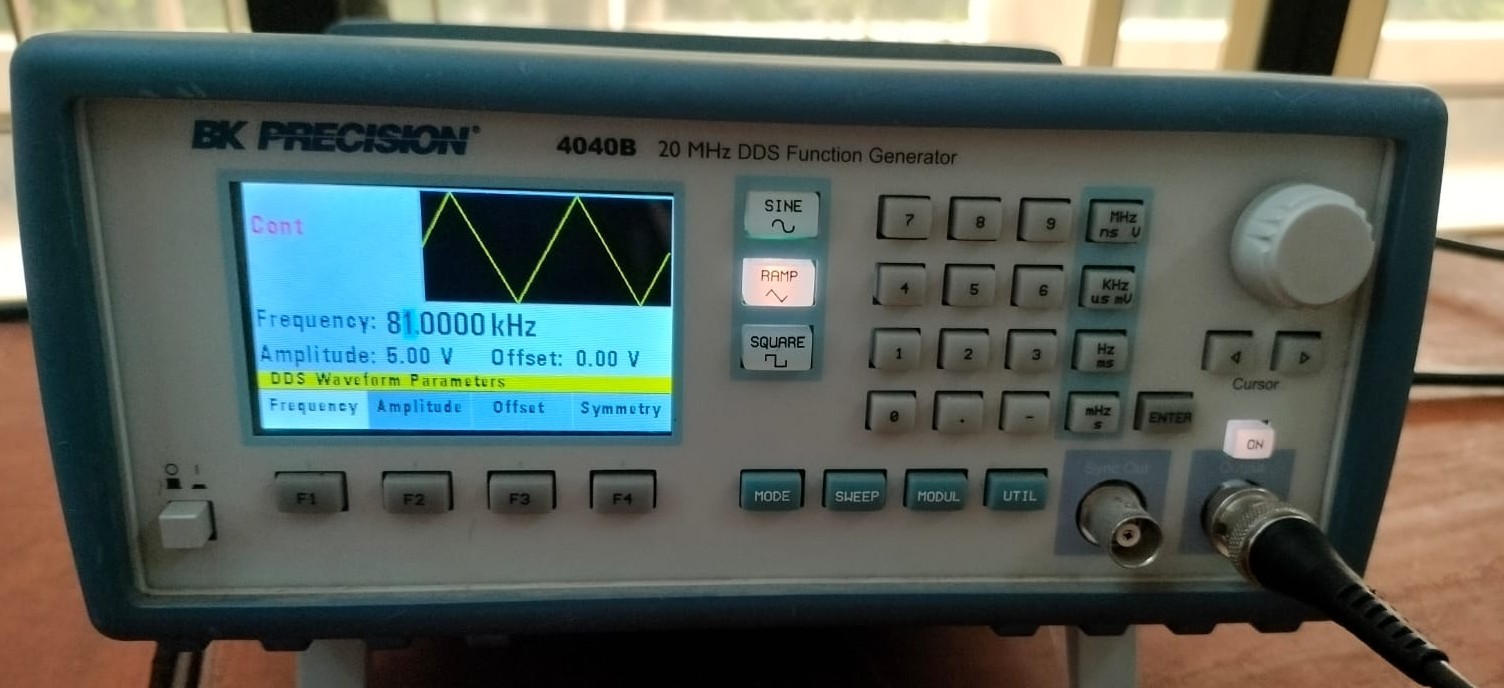 BK PRECISION® 4040B 20 MHz DDS Function Generator
Cont
Frequency: 81.0000 kHz
Amplitude: 5.00 V Offset: 0.00 V
DDS Waveform Parameters
Frequency Amplitude Offset Symmetry
F1 F2 F3 F4
SINE
RAMP
SQUARE
7 8 9 MHz ns V
4 5 6 KHz us mV
1 2 3 Hz ms
0 . - mHz s ENTER
MODE SWEEP MODUL UTIL
Cursor
ON
Sync Out Output